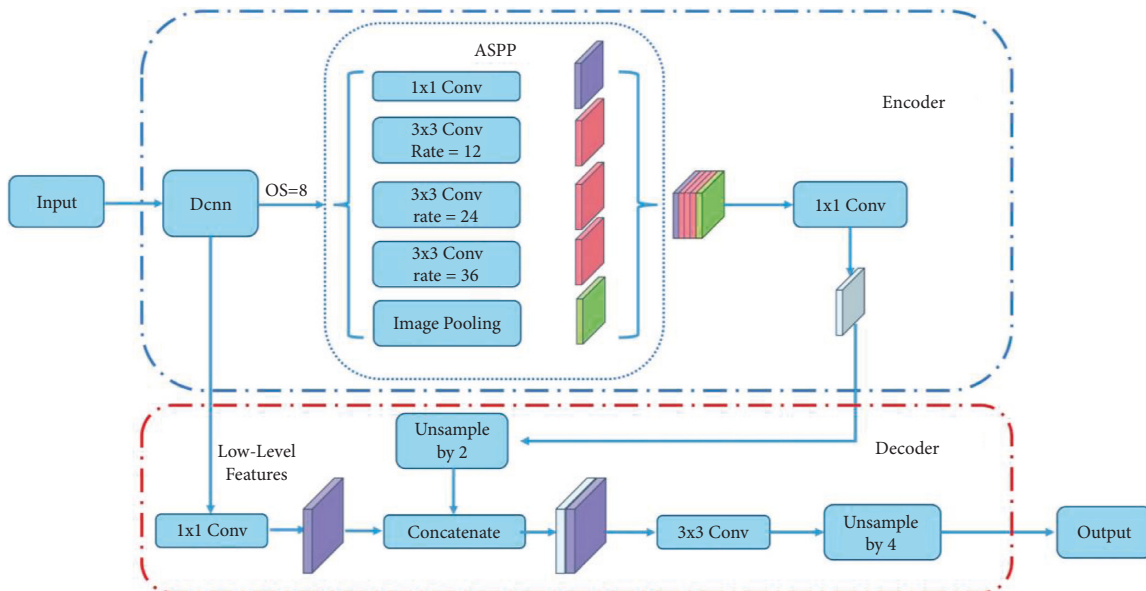 ASPP
Encoder
Input
Dcnn
OS=8
1x1 Conv
3x3 Conv
Rate = 12
3x3 Conv
rate = 24
3x3 Conv
rate = 36
Image Pooling
1x1 Conv
Decoder
Low-Level
Features
Unsample
by 2
1x1 Conv
Concatenate
3x3 Conv
Unsample
by 4
Output